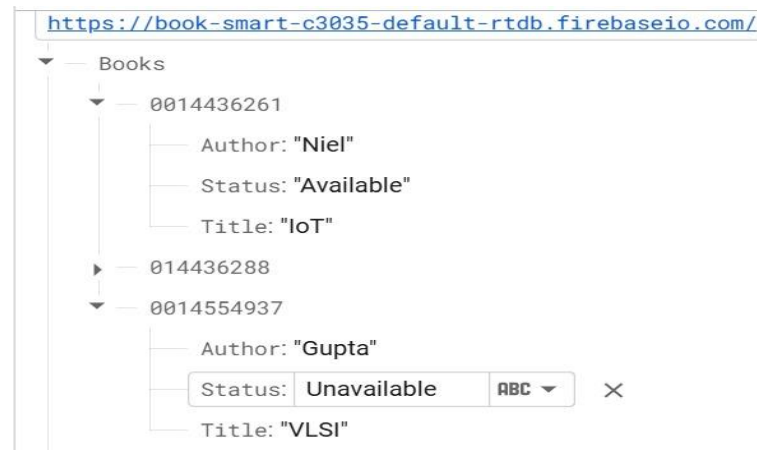 https://book-smart-c3035-default-rtdb.firebaseio.com/
Books
0014436261
Author: "Niel"
Status: "Available"
Title: "IoT"
014436288
0014554937
Author: "Gupta"
Status: Unavailable ABC
Title: "VLSI"